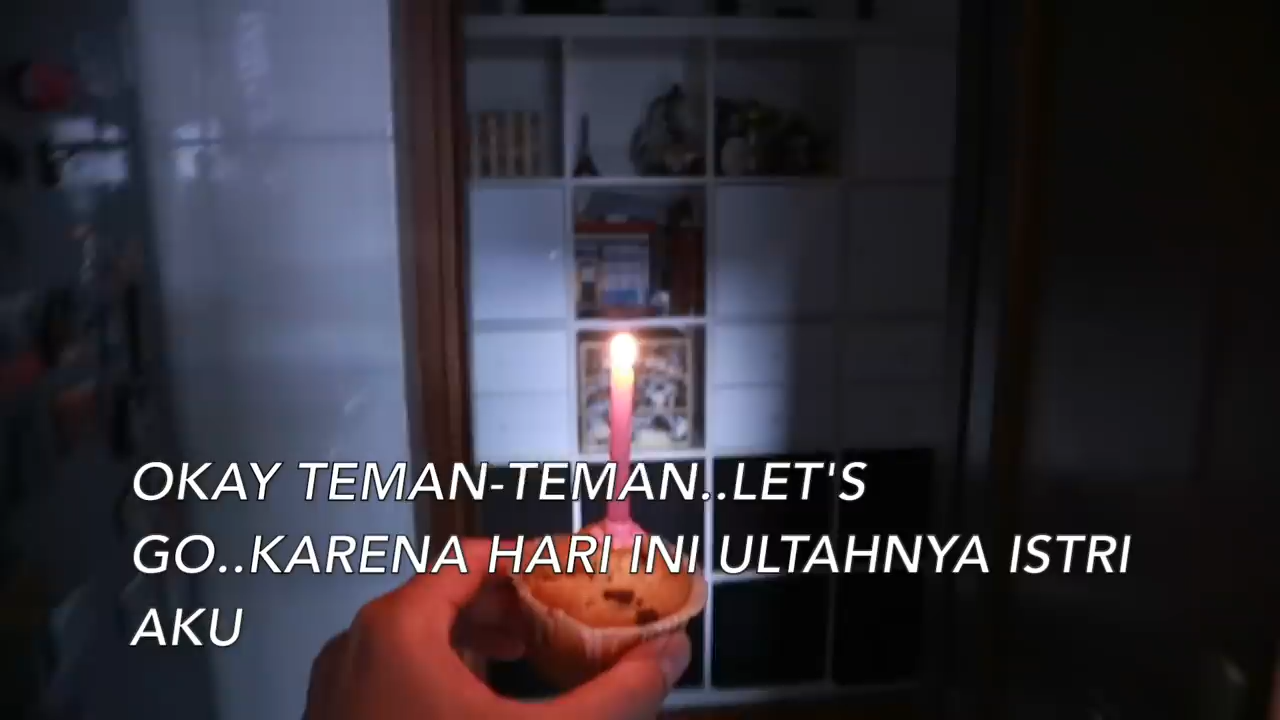 OKAY TEMAN-TEMAN..LET'S
GO..KARENA HARI INI ULTAHNYA ISTRI
AKU